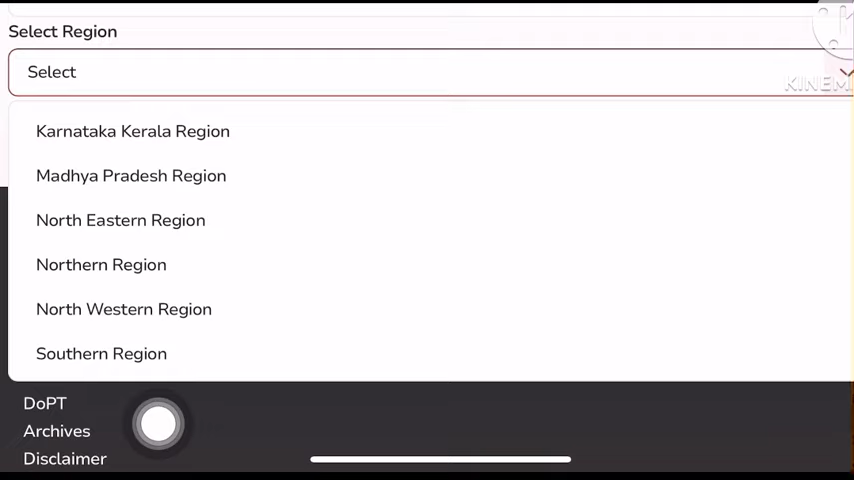 Select Region
Select
KINEM
Karnataka Kerala Region
Madhya Pradesh Region
North Eastern Region
Northern Region
North Western Region
Southern Region
DoPT
Archives
Disclaimer